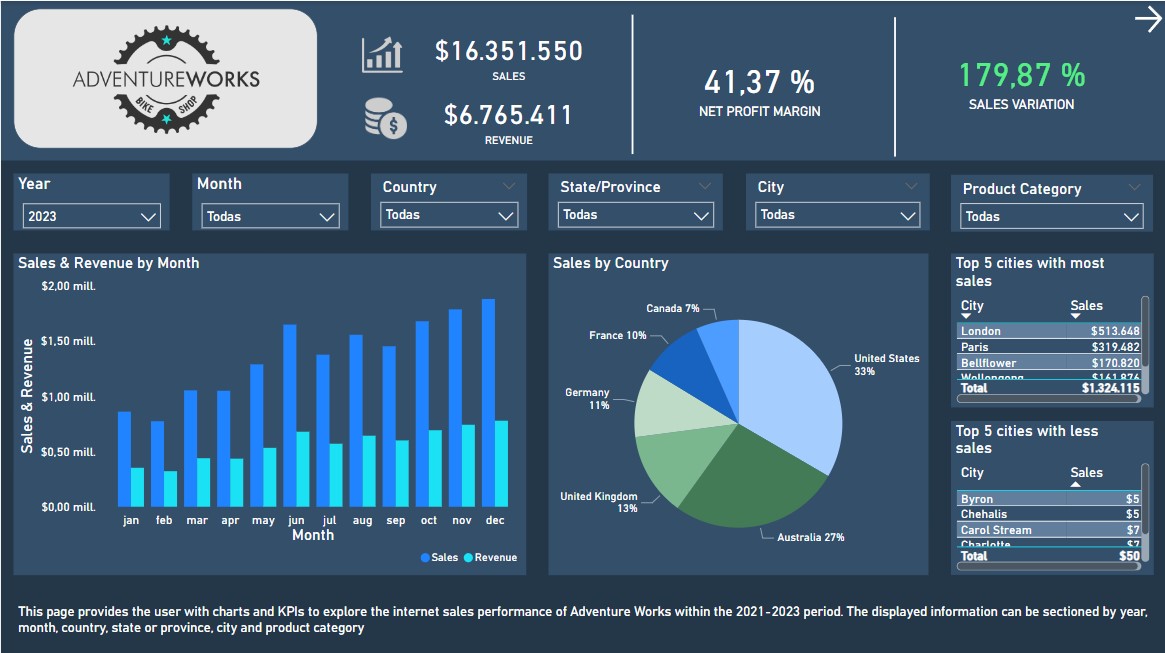 ADVENTUREWORKS
BIKE SHOP
$16.351.550
SALES
$6.765.411
REVENUE
41,37 %
NET PROFIT MARGIN
179,87 %
SALES VARIATION
Year
2023
Month
Todas
Country
Todas
State/Province
Todas
City
Todas
Product Category
Todas
Sales & Revenue by Month
$2,00 mill.
$1,50 mill.
$1,00 mill.
$0,50 mill.
$0,00 mill.
Sales & Revenue
jan feb mar apr may jun jul aug sep oct nov dec
Month
Sales Revenue
Sales by Country
Canada 7%
France 10%
Germany
11%
United Kingdom
13%
Australia 27%
United States
33%
Top 5 cities with most
sales
City Sales
London $513.648
Paris $319.482
Bellflower $170.820
Wollongong $161.876
Total $1.324.115
Top 5 cities with less
sales
City Sales
Byron $5
Chehalis $5
Carol Stream $7
Charlotte $7
Total $50
This page provides the user with charts and KPIs to explore the internet sales performance of Adventure Works within the 2021-2023 period. The displayed information can be sectioned by year,
month, country, state or province, city and product category